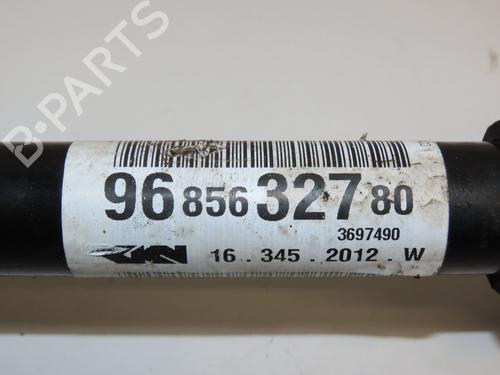 B-PARTS
96 856 327 80
3697490
16 . 345 . 2012 . W